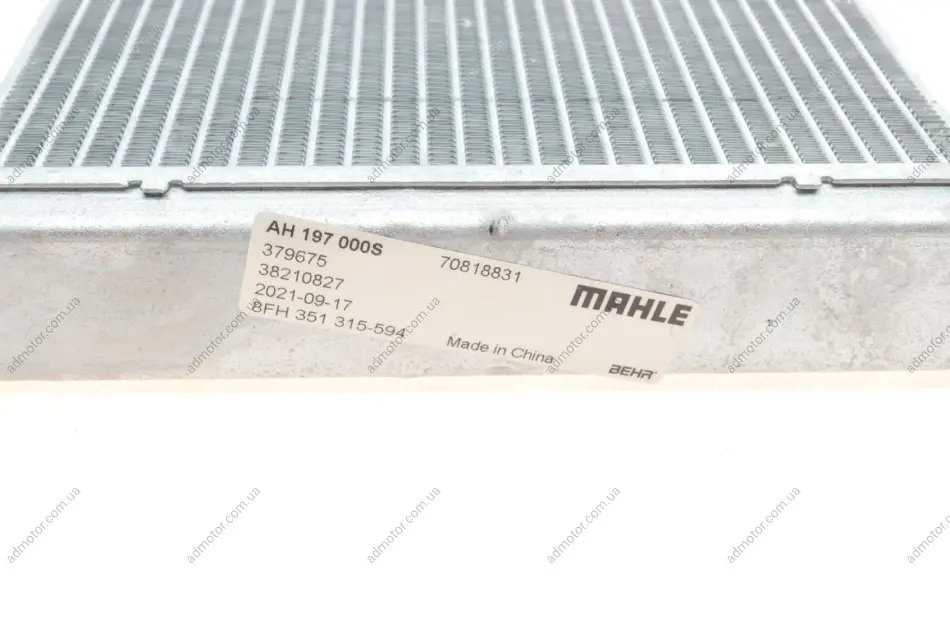 AH 197 000S
379675
70818831
38210827
2021-09-17
8FH 351 315-594
MAHLE
Made in China
BEHR
admotor.com.ua